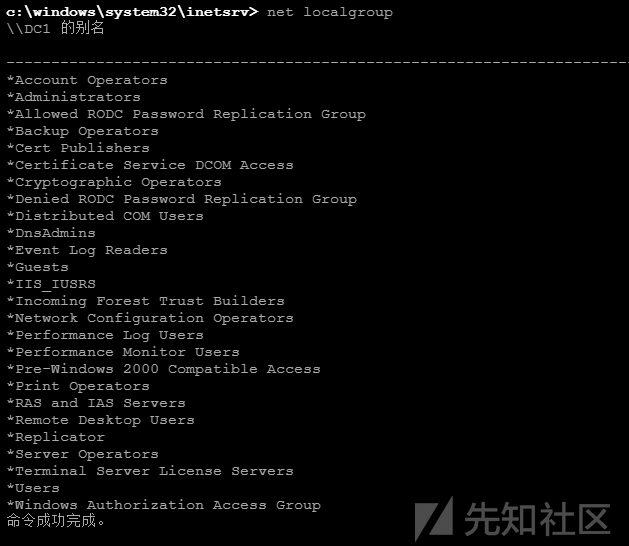 c:\windows\system32\inetsrv> net localgroup
\\DC1 的别名
-------------------------------------------------------------------------------
*Account Operators
*Administrators
*Allowed RODC Password Replication Group
*Backup Operators
*Cert Publishers
*Certificate Service DCOM Access
*Cryptographic Operators
*Denied RODC Password Replication Group
*Distributed COM Users
*DnsAdmins
*Event Log Readers
*Guests
*IIS_IUSRS
*Incoming Forest Trust Builders
*Network Configuration Operators
*Performance Log Users
*Performance Monitor Users
*Pre-Windows 2000 Compatible Access
*Print Operators
*RAS and IAS Servers
*Remote Desktop Users
*Replicator
*Server Operators
*Terminal Server License Servers
*Users
*Windows Authorization Access Group
命令成功完成。
先知社区